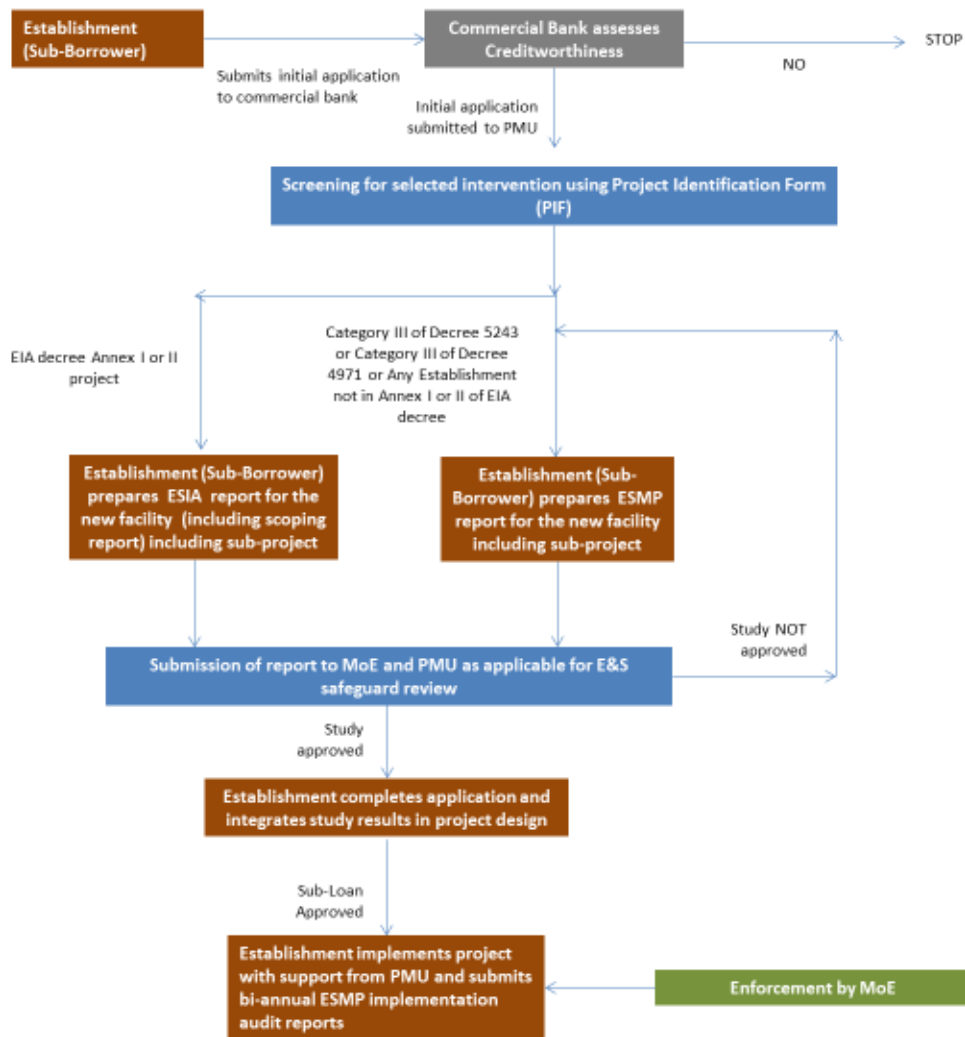 Establishment
(Sub-Borrower)
Commercial Bank assesses
Creditworthiness
STOP
NO
Submits initial application
to commercial bank
Initial application
submitted to PMU
Screening for selected intervention using Project Identification Form
(PIF)
EIA decree Annex I or II
project
Category III of Decree 5243
or Category III of Decree
4971 or Any Establishment
not in Annex I or II of EIA
decree
Establishment (Sub-Borrower)
prepares ESIA report for the
new facility (including scoping
report) including sub-project
Establishment (Sub-
Borrower) prepares ESMP
report for the new facility
including sub-project
Study NOT
approved
Submission of report to MoE and PMU as applicable for E&S
safeguard review
Study
approved
Establishment completes application and
integrates study results in project design
Sub-Loan
Approved
Establishment implements project
with support from PMU and submits
bi-annual ESMP implementation
audit reports
Enforcement by MoE